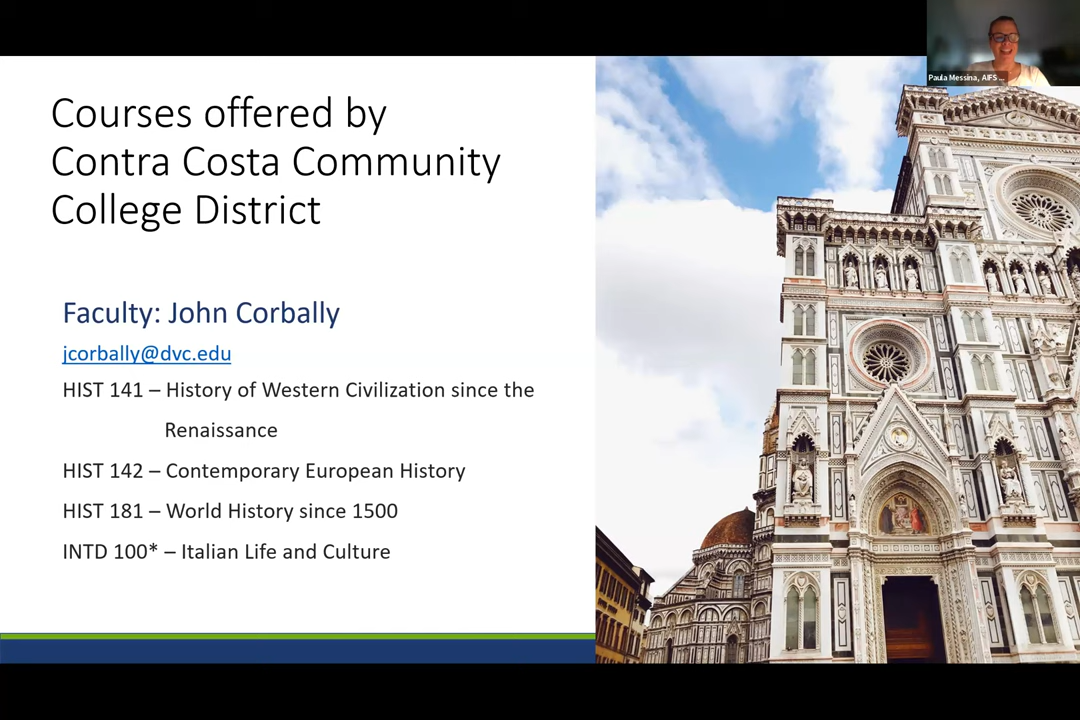 Paula Messina, AIFS ...
Courses offered by
Contra Costa Community
College District
Faculty: John Corbally
jcorbally@dvc.edu
HIST 141 – History of Western Civilization since the
Renaissance
HIST 142 – Contemporary European History
HIST 181 – World History since 1500
INTD 100* – Italian Life and Culture